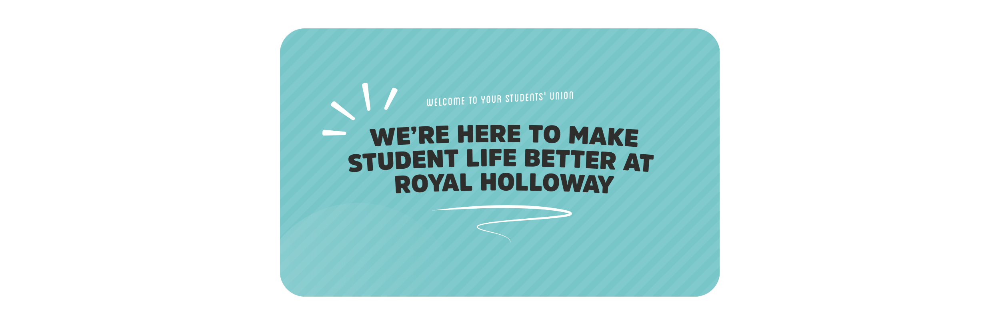 WELCOME TO YOUR STUDENTS' UNION
WE'RE HERE TO MAKE
STUDENT LIFE BETTER AT
ROYAL HOLLOWAY